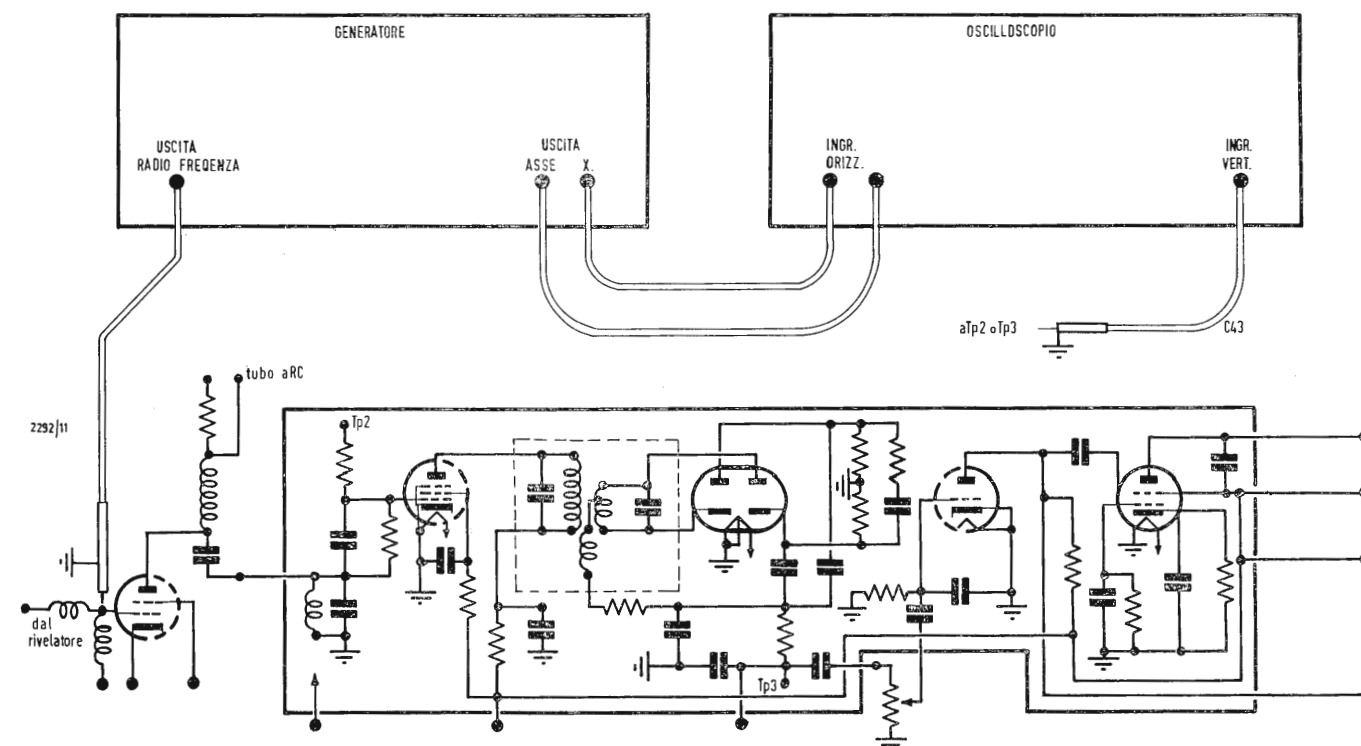 GENERATORE
OSCILLOSCOPIO
USCITA
RADIO FREQENZA
USCITA
ASSE X.
INGR.
ORIZZ.
INGR.
VERT.
aTp2 oTp3
C43
tubo aRC
2292/11
Tp2
dal
rivelatore
Tp3